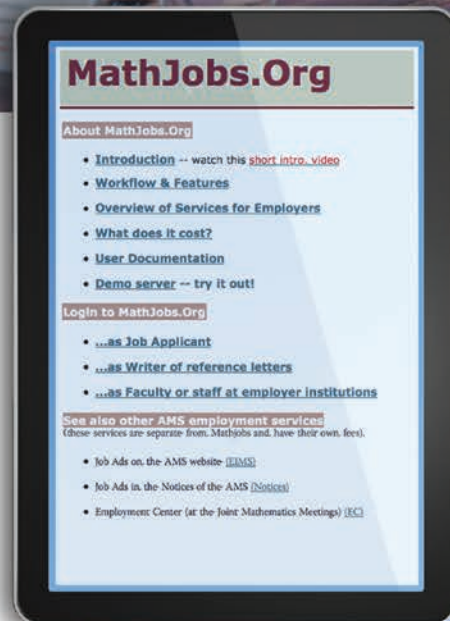 MathJobs.Org
About MathJobs.Org
• Introduction -- watch this short intro. video
• Workflow & Features
• Overview of Services for Employers
• What does it cost?
• User Documentation
• Demo server -- try it out!
Login to MathJobs.Org
• ...as Job Applicant
• ...as Writer of reference letters
• ...as Faculty or staff at employer institutions
See also other AMS employment services
(these services are separate from Mathjobs and have their own fees).
• Job Ads on the AMS website (EIMS)
• Job Ads in the Notices of the AMS (Notices)
• Employment Center (at the Joint Mathematics Meetings) (EC)